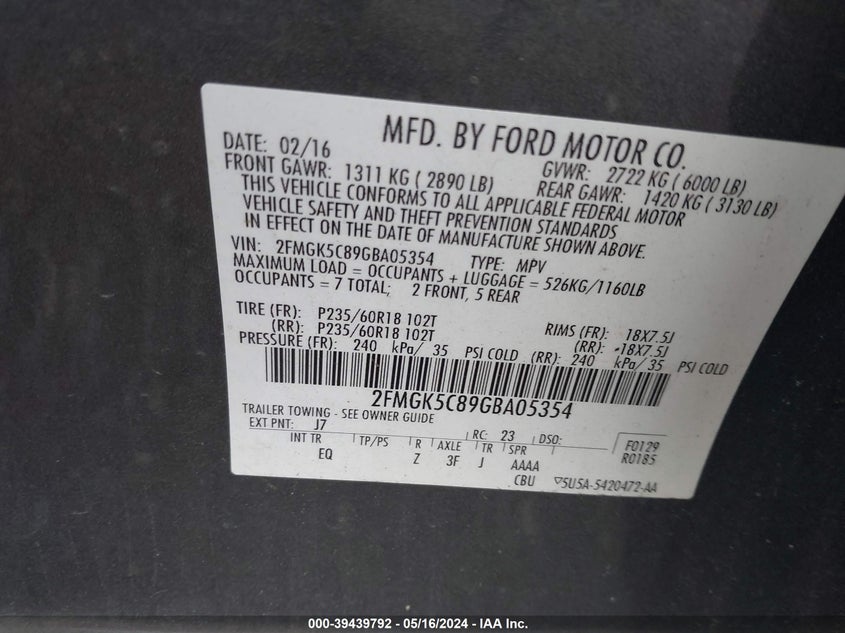 MFD. BY FORD MOTOR CO.
DATE: 02/16 GVWR: 2722 KG ( 6000 LB)
FRONT GAWR: 1311 KG ( 2890 LB) REAR GAWR: 1420 KG ( 3130 LB)
THIS VEHICLE CONFORMS TO ALL APPLICABLE FEDERAL MOTOR
VEHICLE SAFETY AND THEFT PREVENTION STANDARDS
IN EFFECT ON THE DATE OF MANUFACTURE SHOWN ABOVE.
VIN: 2FMGK5C89GBA05354 TYPE: MPV
MAXIMUM LOAD = OCCUPANTS + LUGGAGE = 526KG/1160LB
OCCUPANTS = 7 TOTAL; 2 FRONT, 5 REAR
TIRE (FR): P235/60R18 102T RIMS (FR): 18X7.5J
(RR): P235/60R18 102T (RR): 18X7.5J
PRESSURE (FR): 240 kPa/ 35 PSI COLD (RR): 240 kPa/ 35 PSI COLD
2FMGK5C89GBA05354
TRAILER TOWING - SEE OWNER GUIDE
EXT PNT: J7 RC: 23 DSO: F0129
INT TR TP/PS R AXLE TR SPR R0185
EQ Z 3F J AAAA
CBU ▽5U5A-5420472-AA
000-39439792 - 05/16/2024 - IAA Inc.